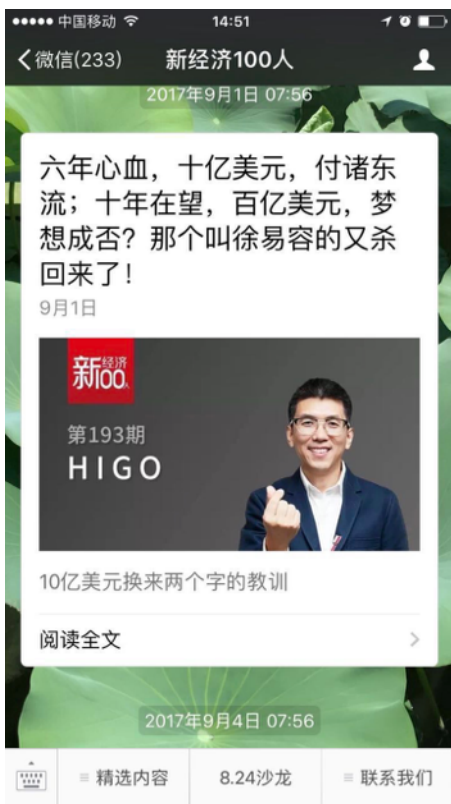 中国移动 14:51
微信(233) 新经济100人
2017年9月1日 07:56
六年心血，十亿美元，付诸东
流；十年在望，百亿美元，梦
想成否？那个叫徐易容的又杀
回来了！
9月1日
新经济100人
第193期
HIGO
10亿美元换来两个字的教训
阅读全文
2017年9月4日 07:56
精选内容 8.24沙龙 联系我们